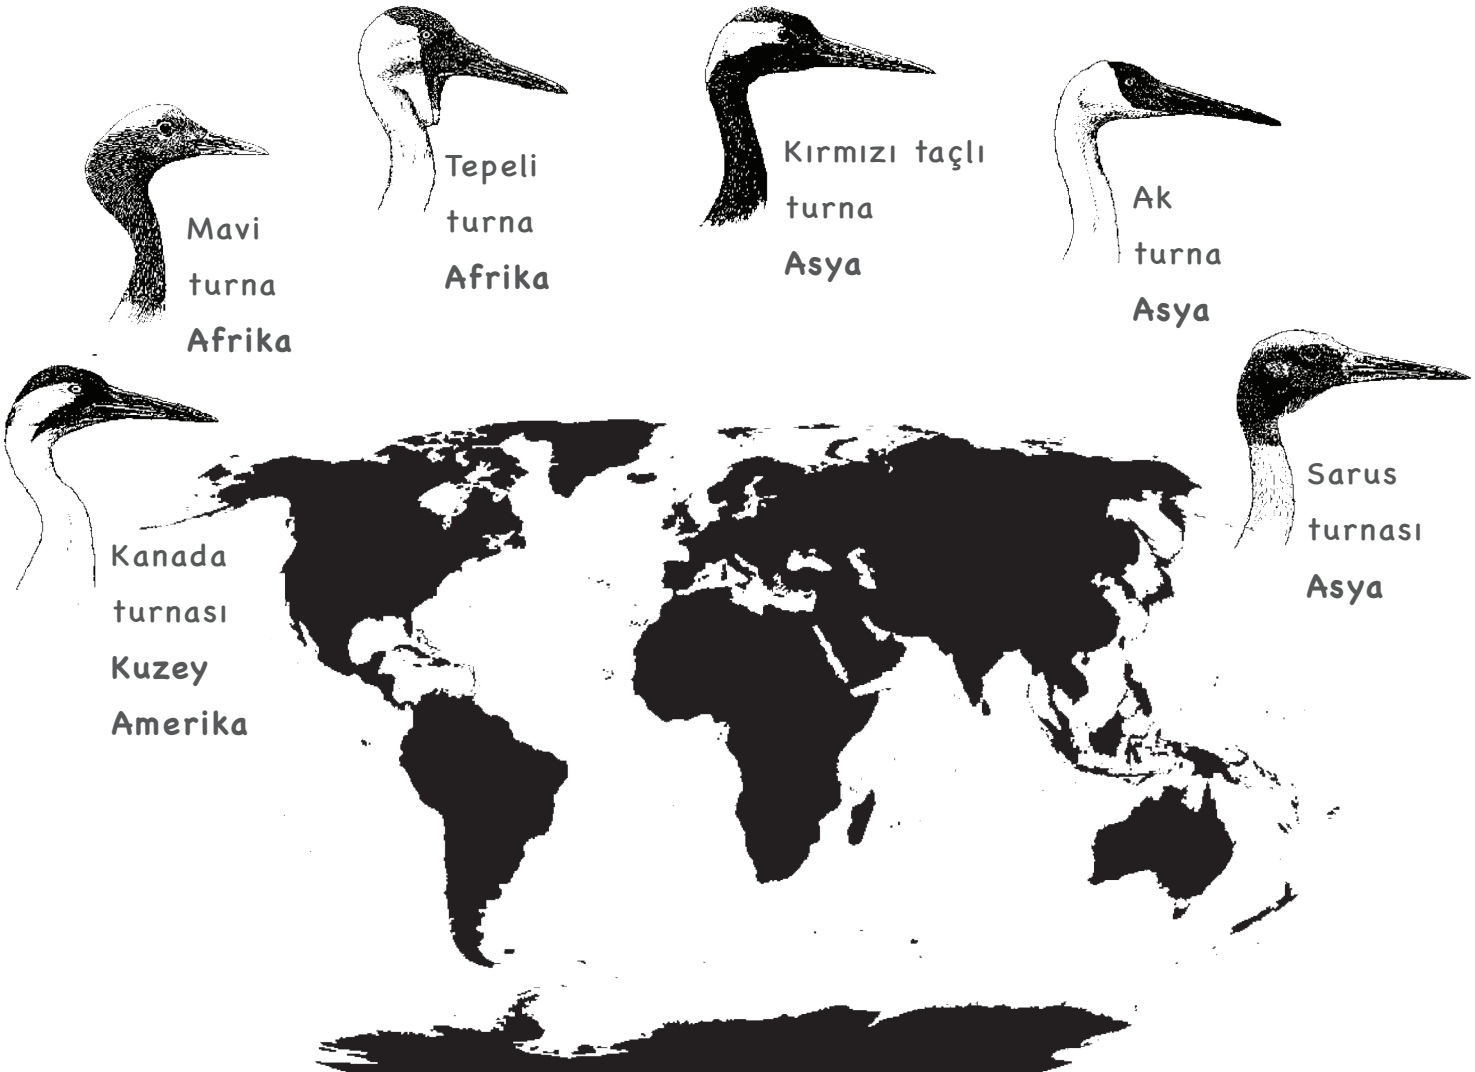 Tepeli
turna
Afrika
Kırmızı taçlı
turna
Asya
Ak
turna
Asya
Mavi
turna
Afrika
Sarus
turnası
Asya
Kanada
turnası
Kuzey
Amerika